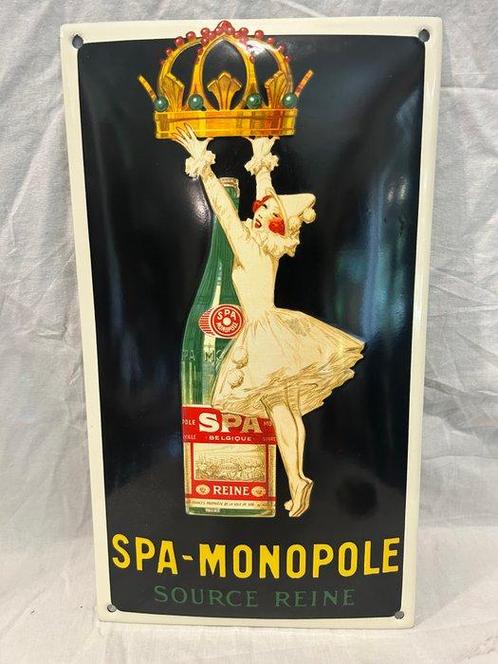 SPA
MONOPOLE
SPA
BELGIQUE
REINE
SPA-MONOPOLE
SOURCE REINE